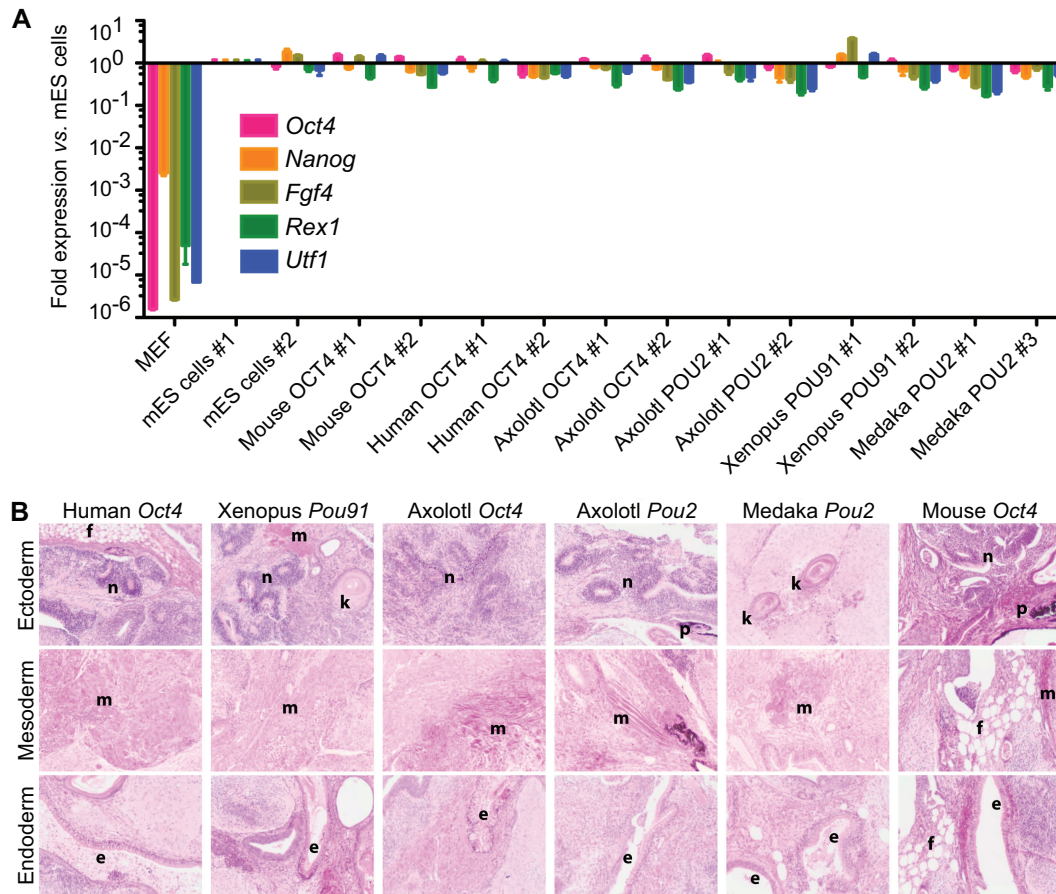 A
Fold expression vs. mES cells
10^1
10^0
10^-1
10^-2
10^-3
10^-4
10^-5
10^-6
Oct4
Nanog
Fgf4
Rex1
Utf1
MEF
mES cells #1
mES cells #2
Mouse OCT4 #1
Mouse OCT4 #2
Human OCT4 #1
Human OCT4 #2
Axolotl OCT4 #1
Axolotl OCT4 #2
Axolotl POU2 #1
Axolotl POU2 #2
Xenopus POU91 #1
Xenopus POU91 #2
Medaka POU2 #1
Medaka POU2 #3
B
Human Oct4 Xenopus Pou91 Axolotl Oct4 Axolotl Pou2 Medaka Pou2 Mouse Oct4
Ectoderm
f n
m n k
n
n p
k k
n p
Mesoderm
m
m
m
m
m
f m
Endoderm
e
e
e
e
e e
f e